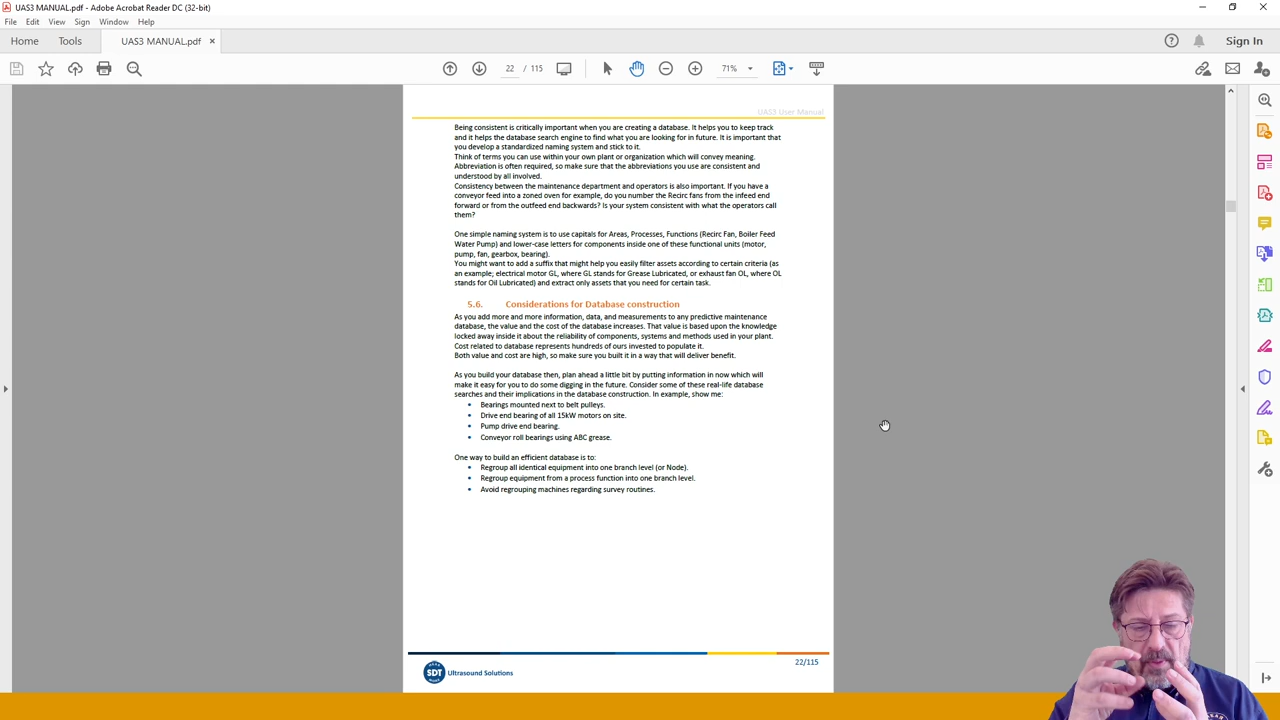 UAS3 MANUAL.pdf - Adobe Acrobat Reader DC (32-bit)
File Edit View Sign Window Help
Home Tools UAS3 MANUAL.pdf × Sign In
22 / 115 71%
UAS3 User Manual
Being consistent is critically important when you are creating a database. It helps you to keep track
and it helps the database search engine to find what you are looking for in future. It is important that
you develop a standardized naming system and stick to it.
Think of terms you can use within your own plant or organization which will convey meaning.
Abbreviation is often required, so make sure that the abbreviations you use are consistent and
understood by all involved.
Consistency between the maintenance department and operators is also important. If you have a
conveyor feed into a zoned oven for example, do you number the Recirc fans from the infeed end
forward or from the outfeed end backwards? Is your system consistent with what the operators call
them?
One simple naming system is to use capitals for Areas, Processes, Functions (Recirc Fan, Boiler Feed
Water Pump) and lower-case letters for components inside one of these functional units (motor,
pump, fan, gearbox, bearing).
You might want to add a suffix that might help you easily filter assets according to certain criteria (as
an example; electrical motor GL, where GL stands for Grease Lubricated, or exhaust fan OL, where OL
stands for Oil Lubricated) and extract only assets that you need for certain task.
5.6. Considerations for Database construction
As you add more and more information, data, and measurements to any predictive maintenance
database, the value and the cost of the database increases. That value is based upon the knowledge
locked away inside it about the reliability of components, systems and methods used in your plant.
Cost related to database represents hundreds of ours invested to populate it.
Both value and cost are high, so make sure you built it in a way that will deliver benefit.
As you build your database then, plan ahead a little bit by putting information in now which will
make it easy for you to do some digging in the future. Consider some of these real-life database
searches and their implications in the database construction. In example, show me:
• Bearings mounted next to belt pulleys.
• Drive end bearing of all 15kW motors on site.
• Pump drive end bearing.
• Conveyor roll bearings using ABC grease.
One way to build an efficient database is to:
• Regroup all identical equipment into one branch level (or Node).
• Regroup equipment from a process function into one branch level.
• Avoid regrouping machines regarding survey routines.
22/115
SDT Ultrasound Solutions